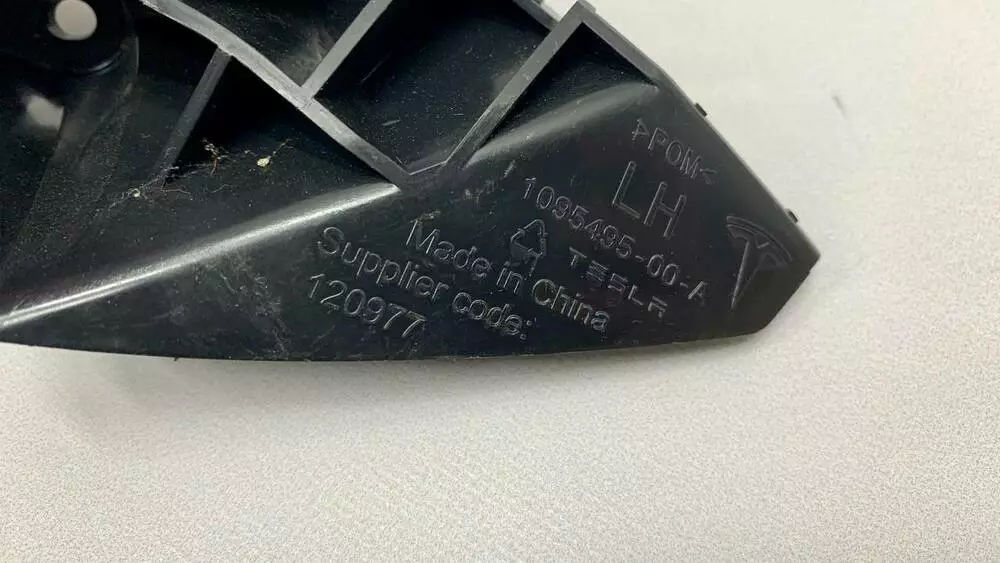 >POM<
LH
1095495-00-A
TESLA
Made in China
Supplier code:
120977